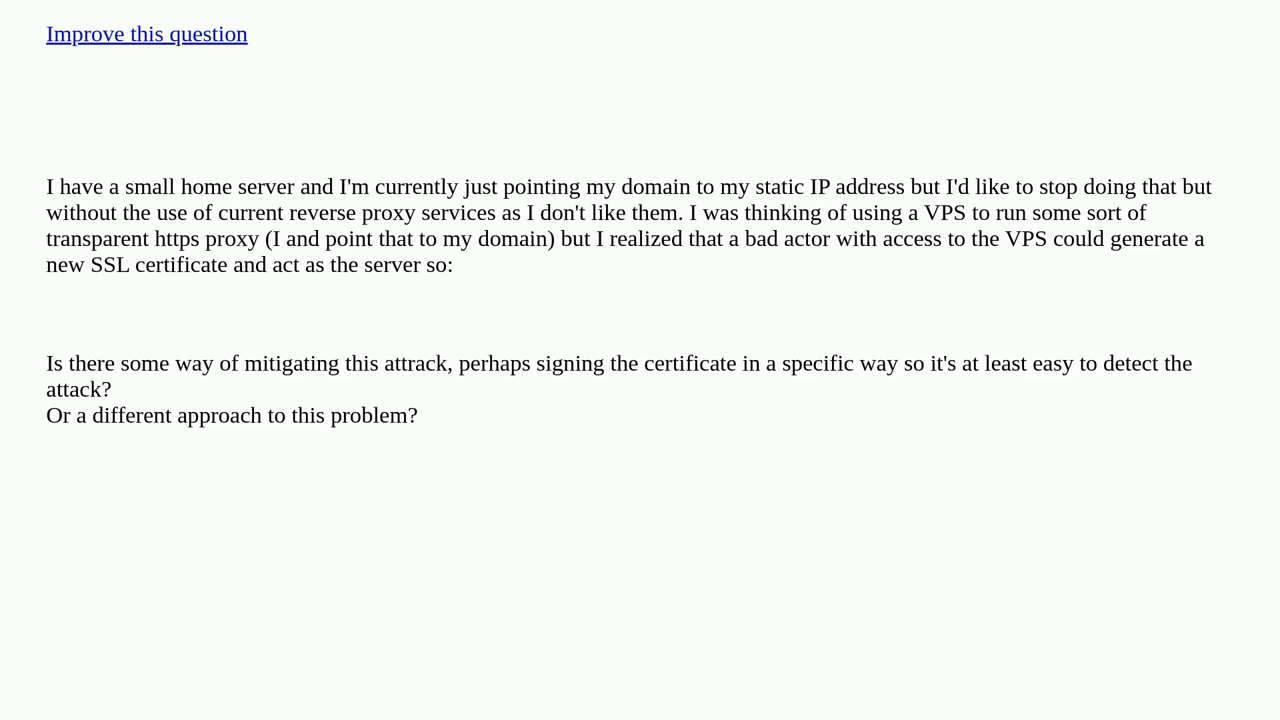 Improve this question
I have a small home server and I'm currently just pointing my domain to my static IP address but I'd like to stop doing that but
without the use of current reverse proxy services as I don't like them. I was thinking of using a VPS to run some sort of
transparent https proxy (I and point that to my domain) but I realized that a bad actor with access to the VPS could generate a
new SSL certificate and act as the server so:
Is there some way of mitigating this attrack, perhaps signing the certificate in a specific way so it's at least easy to detect the
attack?
Or a different approach to this problem?